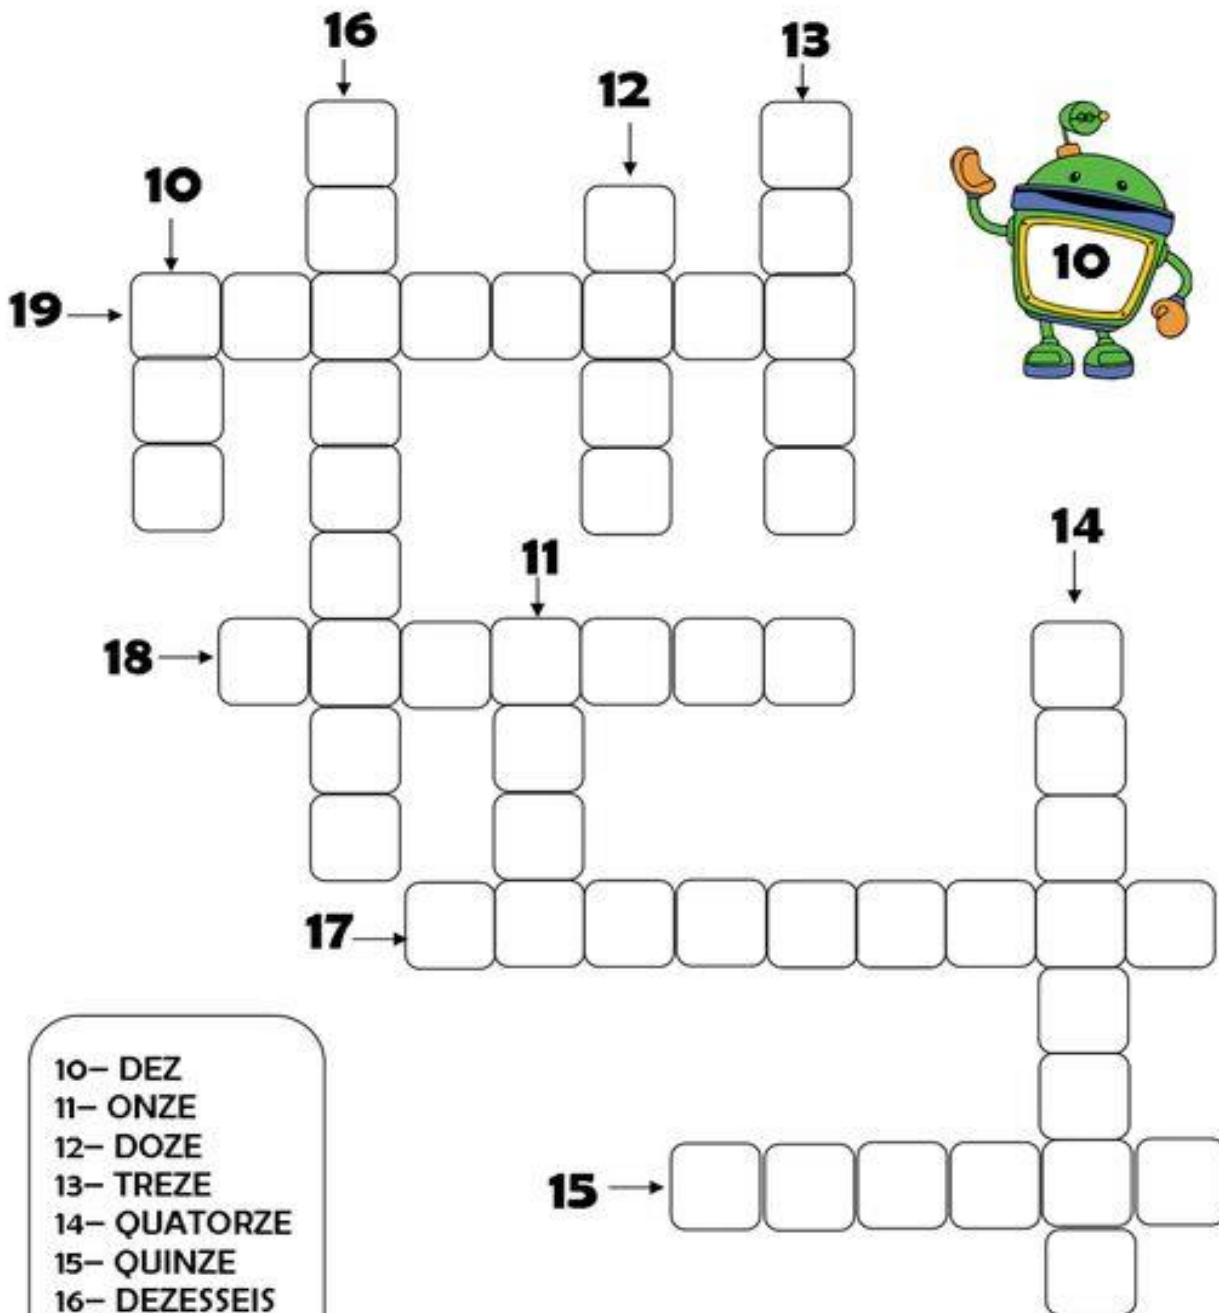 16
13
12
10
10
19
14
11
18
17
15
10– DEZ
11– ONZE
12– DOZE
13– TREZE
14– QUATORZE
15– QUINZE
16– DEZESSEIS